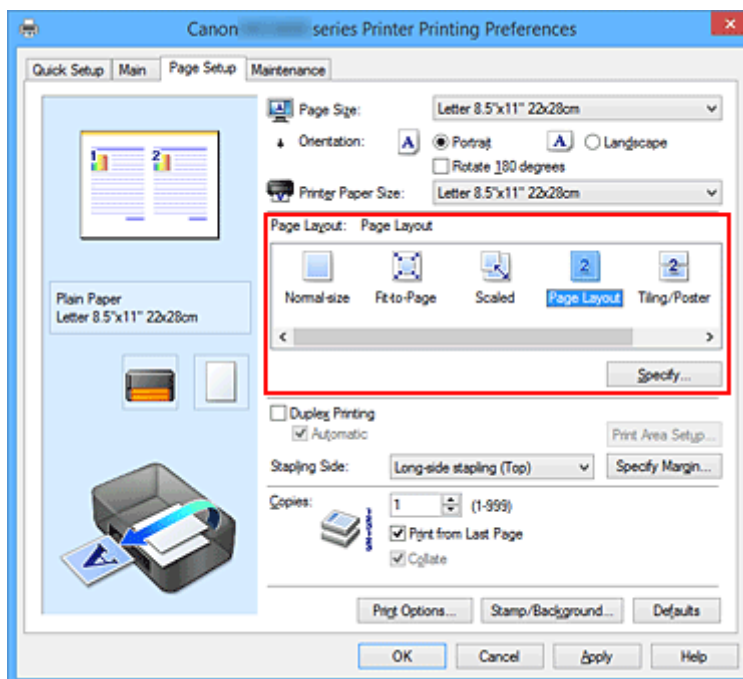 Canon series Printer Printing Preferences
Quick Setup Main Page Setup Maintenance
1 2
Plain Paper
Letter 8.5"x11" 22x28cm
Page Size: Letter 8.5"x11" 22x28cm
Orientation: A Portrait A Landscape
Rotate 180 degrees
Printer Paper Size: Letter 8.5"x11" 22x28cm
Page Layout: Page Layout
2 2
Normal-size Fit-to-Page Scaled Page Layout Tiling/Poster
Specify...
Duplex Printing
Automatic Print Area Setup...
Stapling Side: Long-side stapling (Top) Specify Margin...
Copies: 1 (1-999)
Print from Last Page
Collate
A
Print Options... Stamp/Background... Defaults
OK Cancel Apply Help